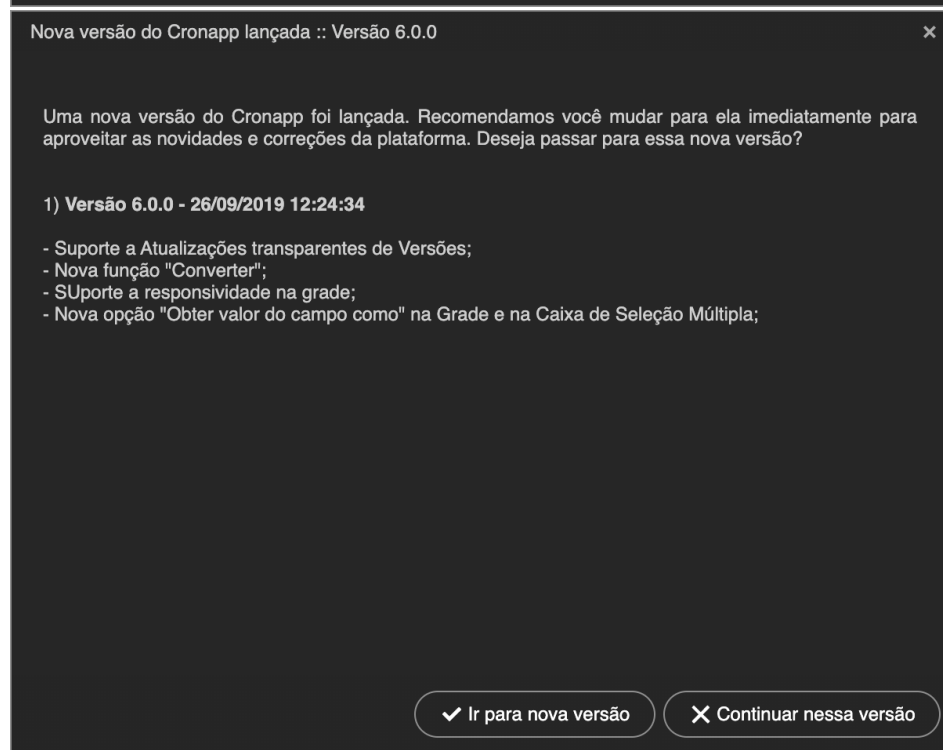 Nova versão do Cronapp lançada :: Versão 6.0.0
Uma nova versão do Cronapp foi lançada. Recomendamos você mudar para ela imediatamente para
aproveitar as novidades e correções da plataforma. Deseja passar para essa nova versão?
1) Versão 6.0.0 - 26/09/2019 12:24:34
- Suporte a Atualizações transparentes de Versões;
- Nova função "Converter";
- SUporte a responsividade na grade;
- Nova opção "Obter valor do campo como" na Grade e na Caixa de Seleção Múltipla;
Ir para nova versão
Continuar nessa versão